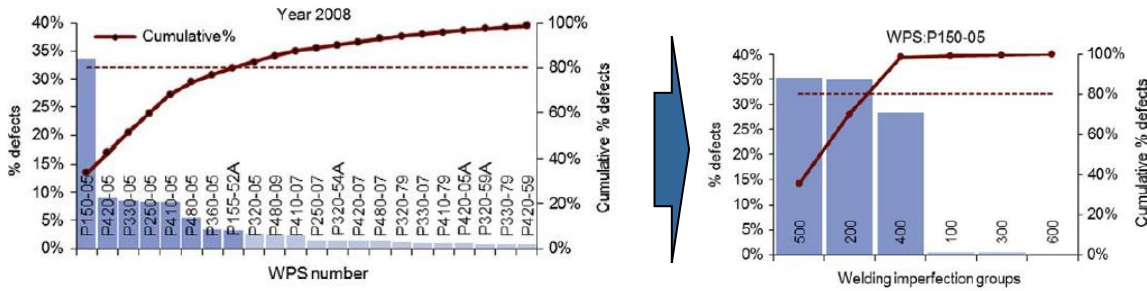 Year 2008
Cumulative%
40%
35%
30%
25%
20%
15%
10%
5%
0%
% defects
100%
80%
60%
40%
20%
0%
Cumulative % defects
P150-05
P420-05
P330-05
P250-05
P410-05
P480-05
P360-05
P155-52A
P320-05
P480-09
P410-07
P250-07
P320-54A
P420-07
P480-07
P320-79
P330-07
P410-79
P420-05A
P320-59A
P330-79
P420-59
WPS number
WPS:P150-05
40%
35%
30%
25%
20%
15%
10%
5%
0%
% defects
100%
80%
60%
40%
20%
0%
Cumulative % defects
500
200
400
100
300
600
Welding imperfection groups